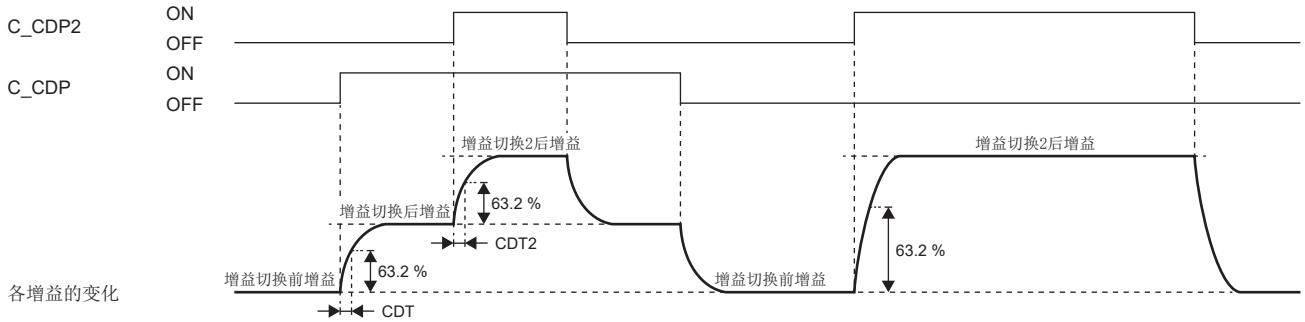 C_CDP2
ON
OFF
C_CDP
ON
OFF
增益切换2后增益
增益切换2后增益
63.2 %
增益切换后增益
CDT2
63.2 %
63.2 %
增益切换前增益
增益切换前增益
各增益的变化
CDT